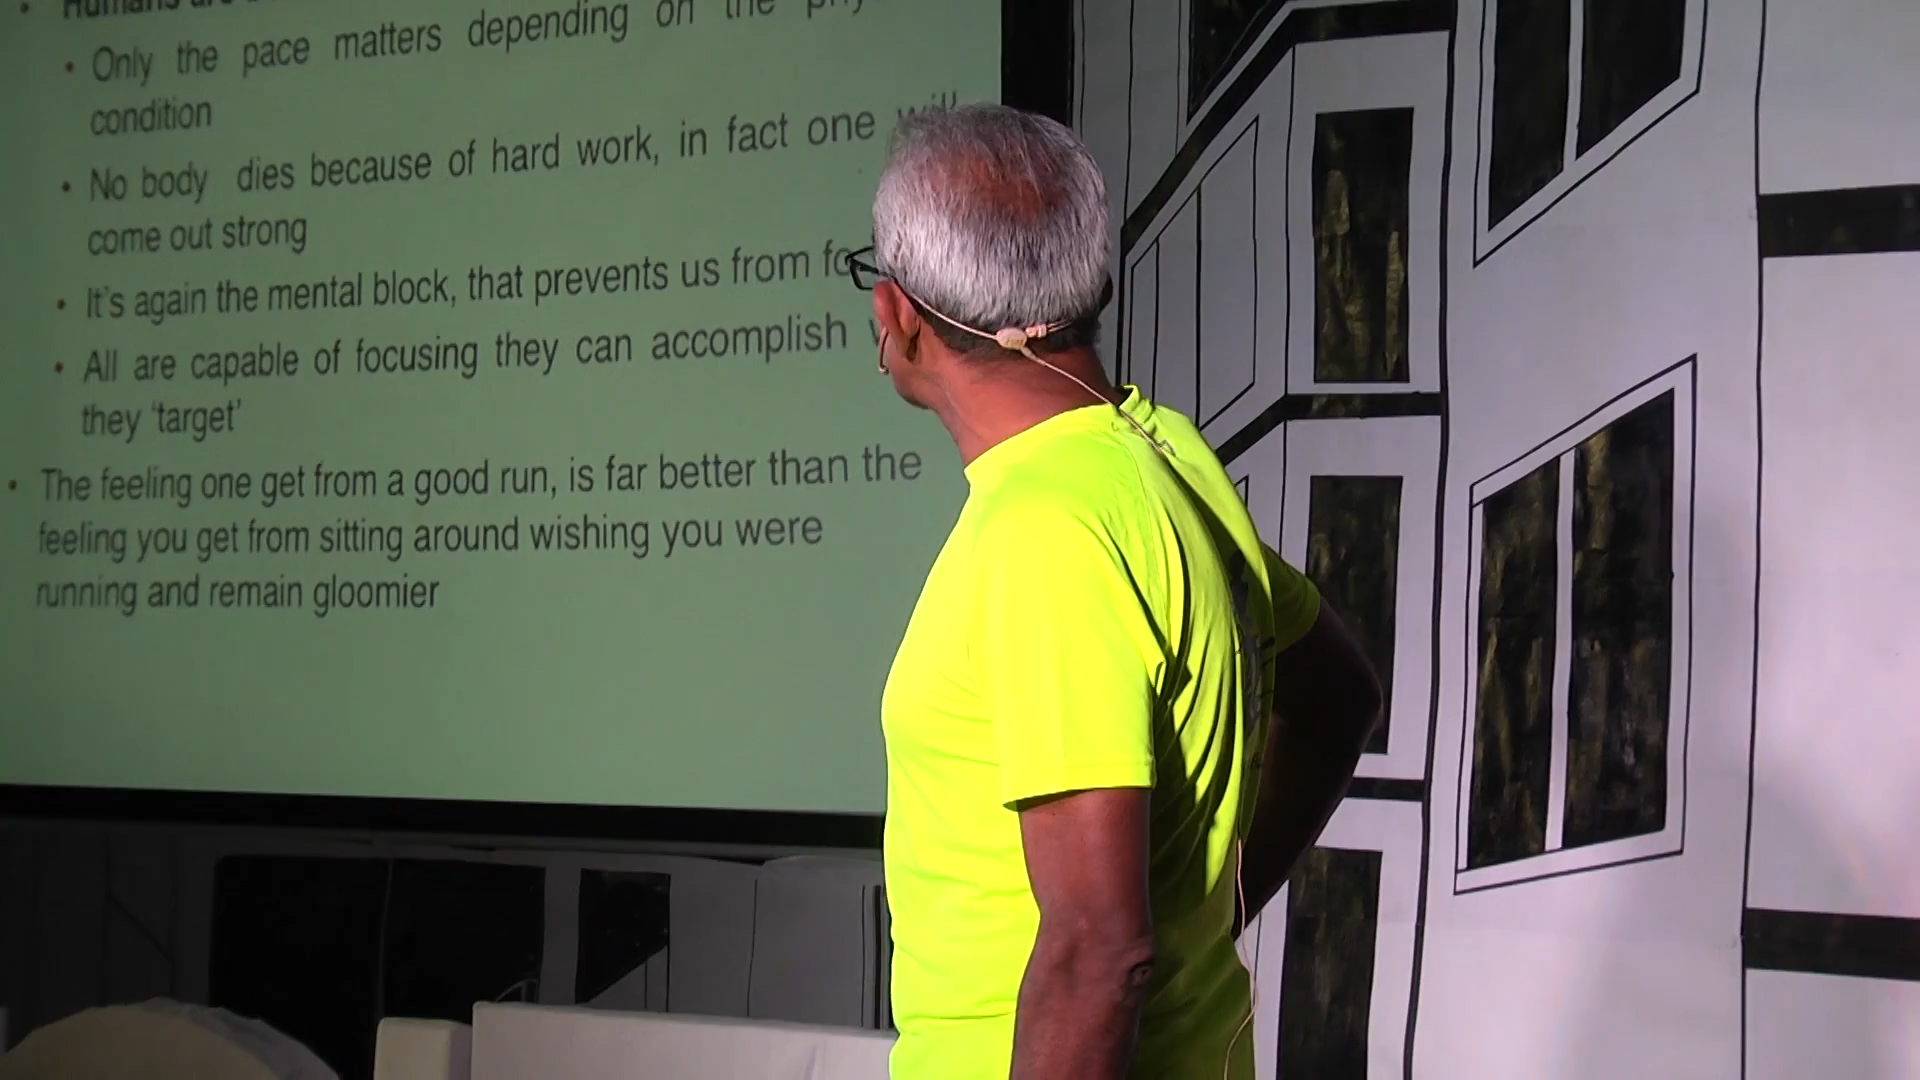 Humans are
• Only the pace matters depending on the
condition
• No body dies because of hard work, in fact one will
come out strong
• It's again the mental block, that prevents us from
• All are capable of focusing they can accomplish
they ‘target’
• The feeling one get from a good run, is far better than the
feeling you get from sitting around wishing you were
running and remain gloomier